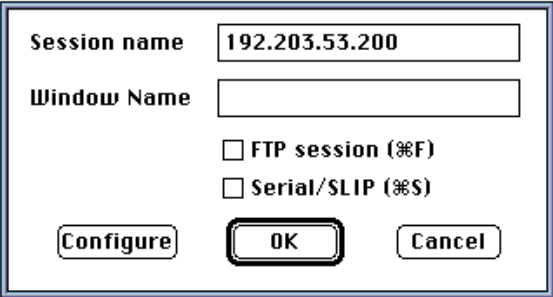 Session name 192.203.53.200
Window Name
FTP session (⌘F)
Serial/SLIP (⌘S)
Configure OK Cancel